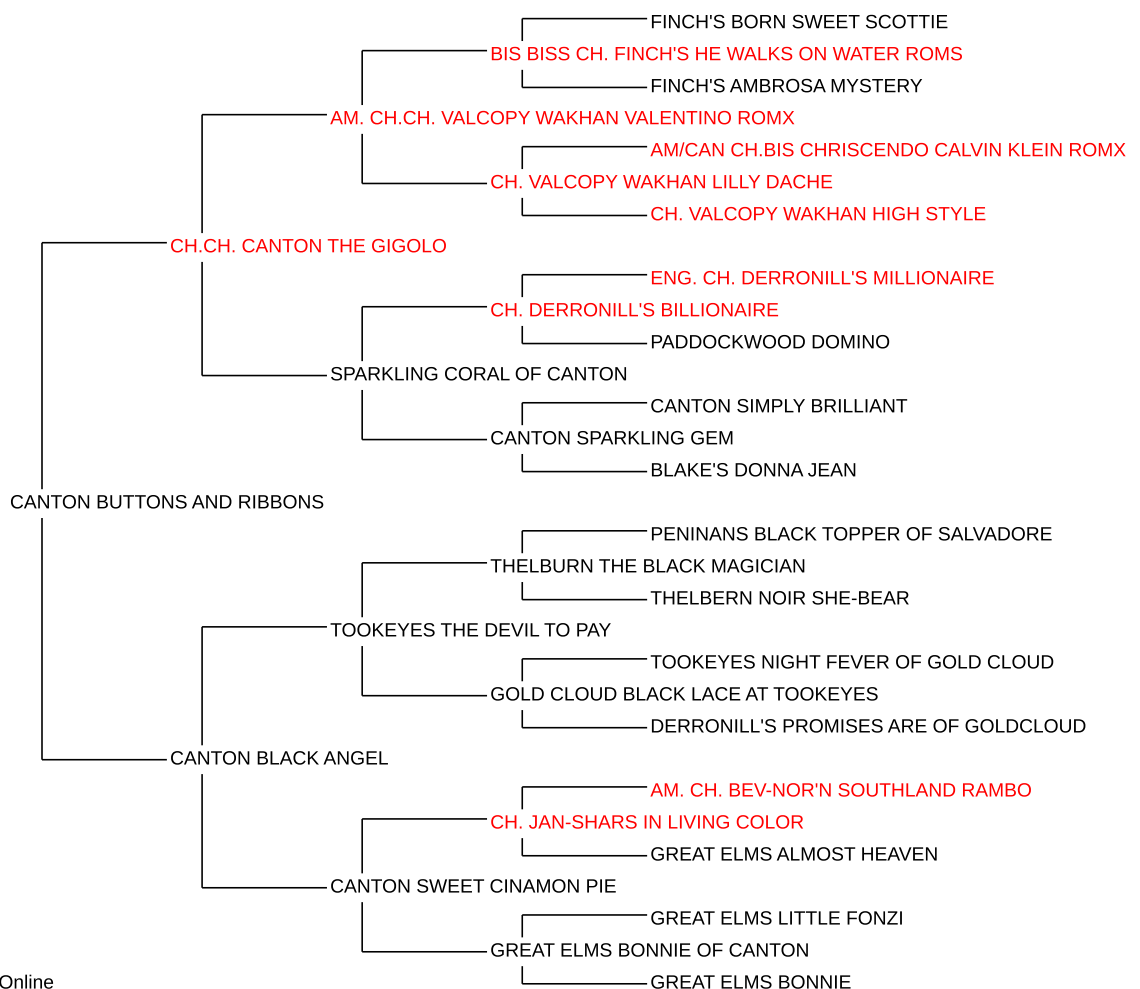 FINCH'S BORN SWEET SCOTTIE
BIS BISS CH. FINCH'S HE WALKS ON WATER ROMS
FINCH'S AMBROSA MYSTERY
AM. CH.CH. VALCOPY WAKHAN VALENTINO ROMX
AM/CAN CH.BIS CHRISCENDO CALVIN KLEIN ROMX
CH. VALCOPY WAKHAN LILLY DACHE
CH. VALCOPY WAKHAN HIGH STYLE
CH.CH. CANTON THE GIGOLO
ENG. CH. DERRONILL'S MILLIONAIRE
CH. DERRONILL'S BILLIONAIRE
PADDOCKWOOD DOMINO
SPARKLING CORAL OF CANTON
CANTON SIMPLY BRILLIANT
CANTON SPARKLING GEM
BLAKE'S DONNA JEAN
CANTON BUTTONS AND RIBBONS
PENINANS BLACK TOPPER OF SALVADORE
THELBURN THE BLACK MAGICIAN
THELBERN NOIR SHE-BEAR
TOOKEYES THE DEVIL TO PAY
TOOKEYES NIGHT FEVER OF GOLD CLOUD
GOLD CLOUD BLACK LACE AT TOOKEYES
DERRONILL'S PROMISES ARE OF GOLDCLOUD
CANTON BLACK ANGEL
AM. CH. BEV-NOR'N SOUTHLAND RAMBO
CH. JAN-SHARS IN LIVING COLOR
GREAT ELMS ALMOST HEAVEN
CANTON SWEET CINAMON PIE
GREAT ELMS LITTLE FONZI
GREAT ELMS BONNIE OF CANTON
GREAT ELMS BONNIE
Online